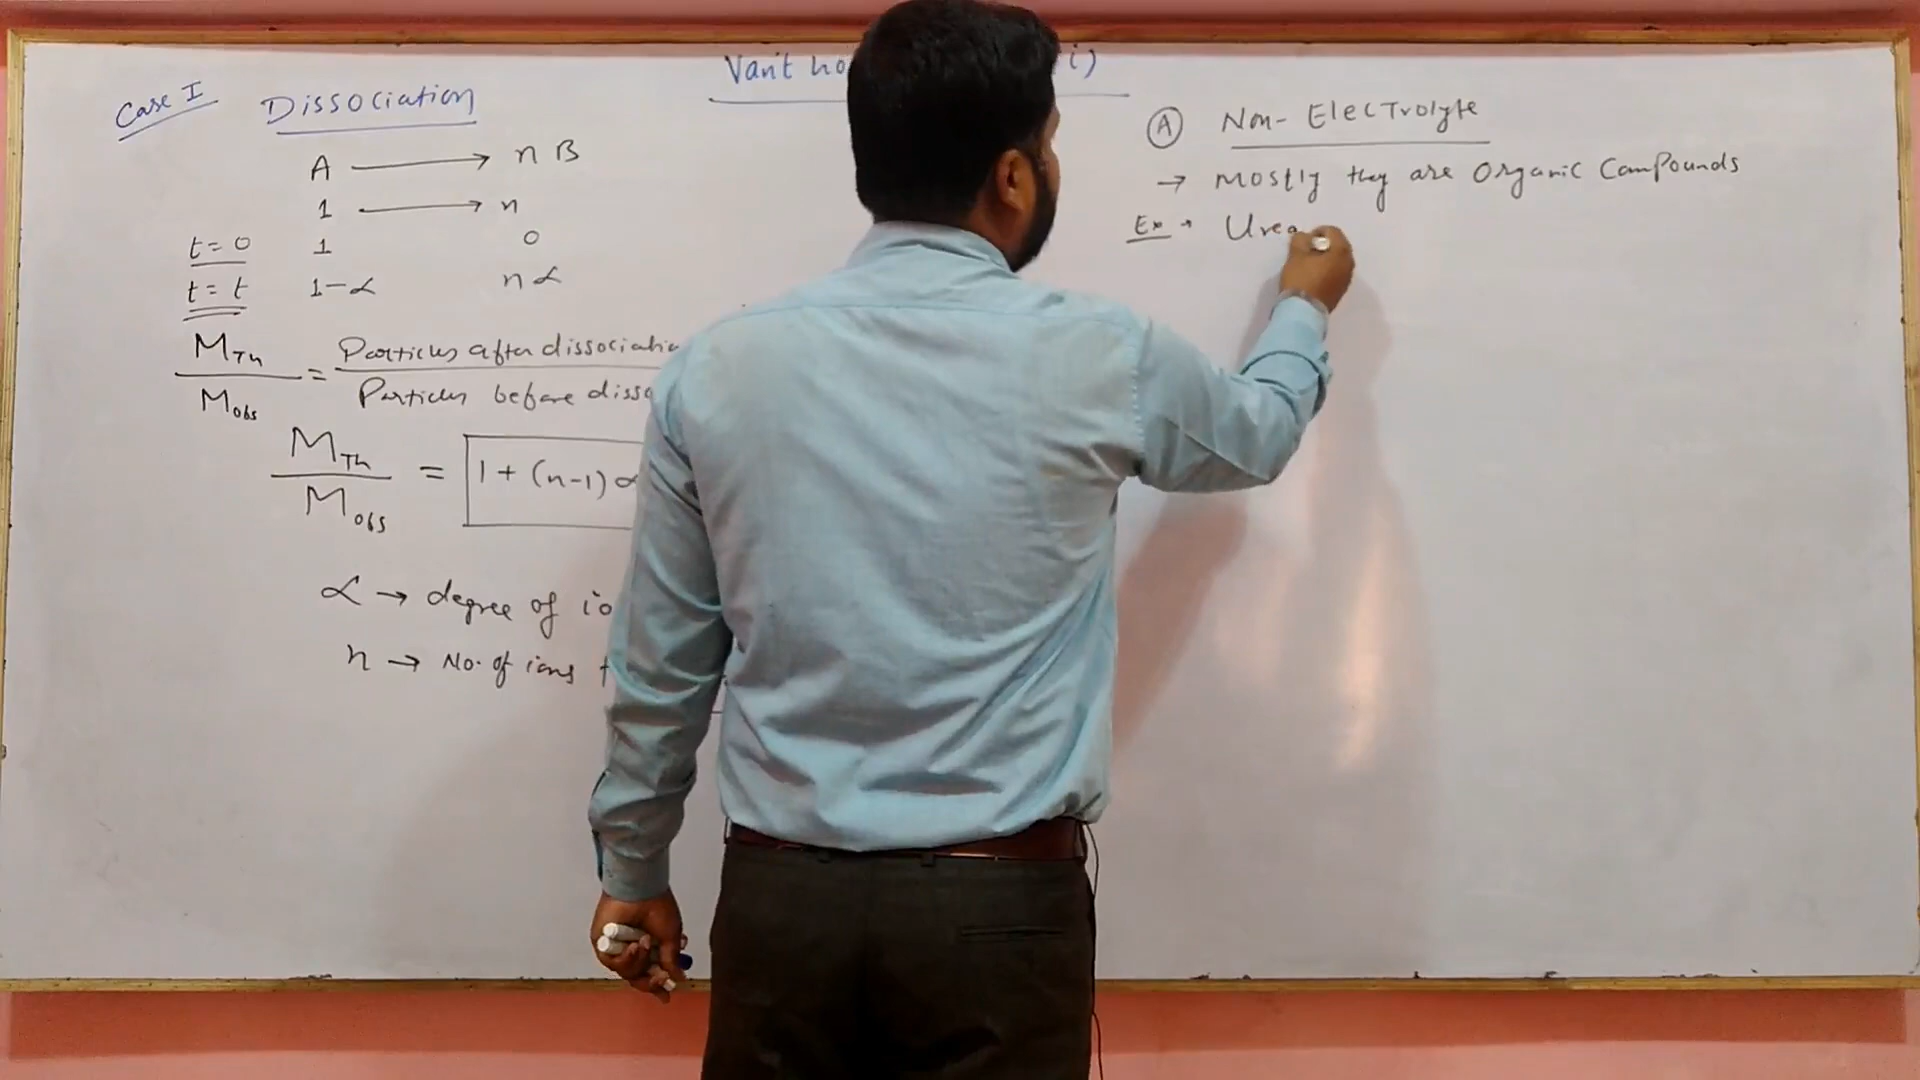 Vant ho i)
Case I Dissociation
A → n B
1 → n
t = 0 1 0
t = t 1-α nα
M_Th / M_obs = Particles after dissociatio / Particles before disso
M_Th / M_obs = 1 + (n-1) α
α → degree of io
n → No. of ions f
Ⓐ Non-Electrolyte
→ Mostly they are Organic Compounds
Ex → Urea